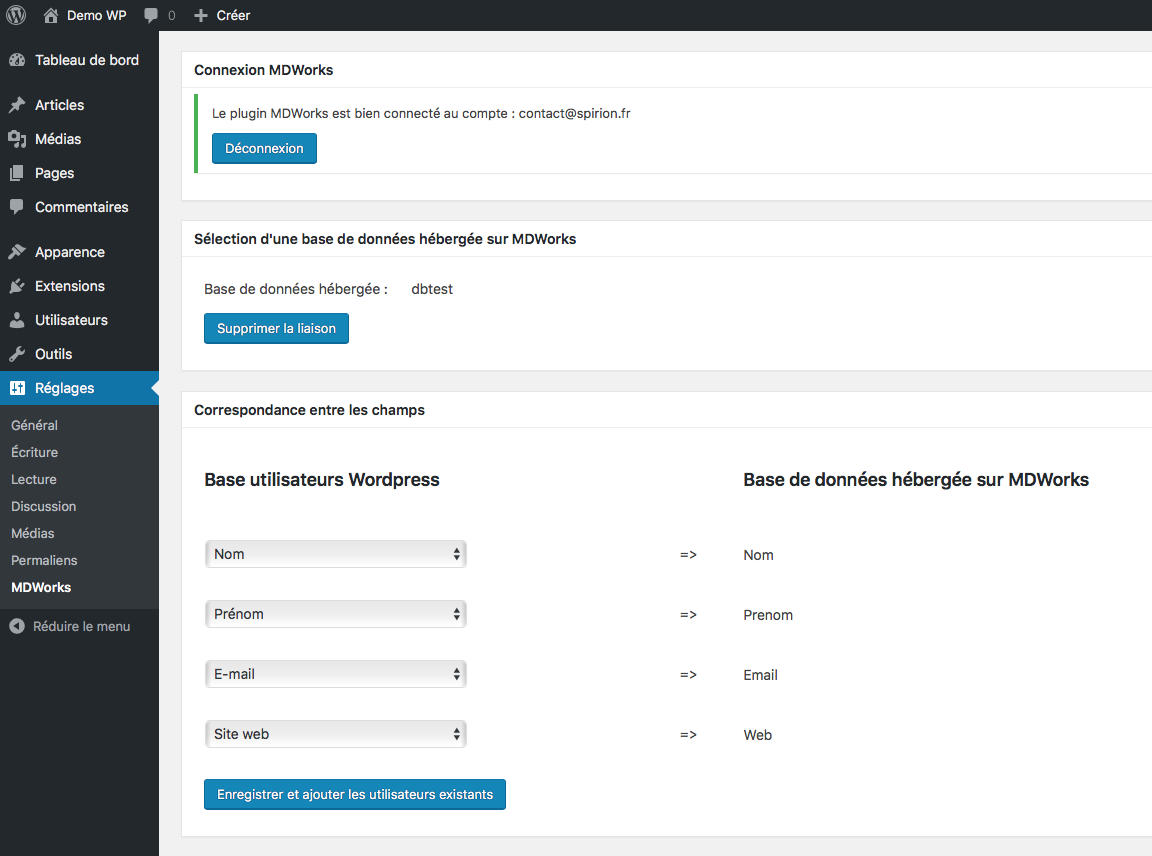 Demo WP 0 Créer
Tableau de bord
Articles
Médias
Pages
Commentaires
Apparence
Extensions
Utilisateurs
Outils
Réglages
Général
Écriture
Lecture
Discussion
Médias
Permaliens
MDWorks
Réduire le menu
Connexion MDWorks
Le plugin MDWorks est bien connecté au compte : contact@spirion.fr
Déconnexion
Sélection d'une base de données hébergée sur MDWorks
Base de données hébergée : dbtest
Supprimer la liaison
Correspondance entre les champs
Base utilisateurs Wordpress Base de données hébergée sur MDWorks
Nom => Nom
Prénom => Prenom
E-mail => Email
Site web => Web
Enregistrer et ajouter les utilisateurs existants